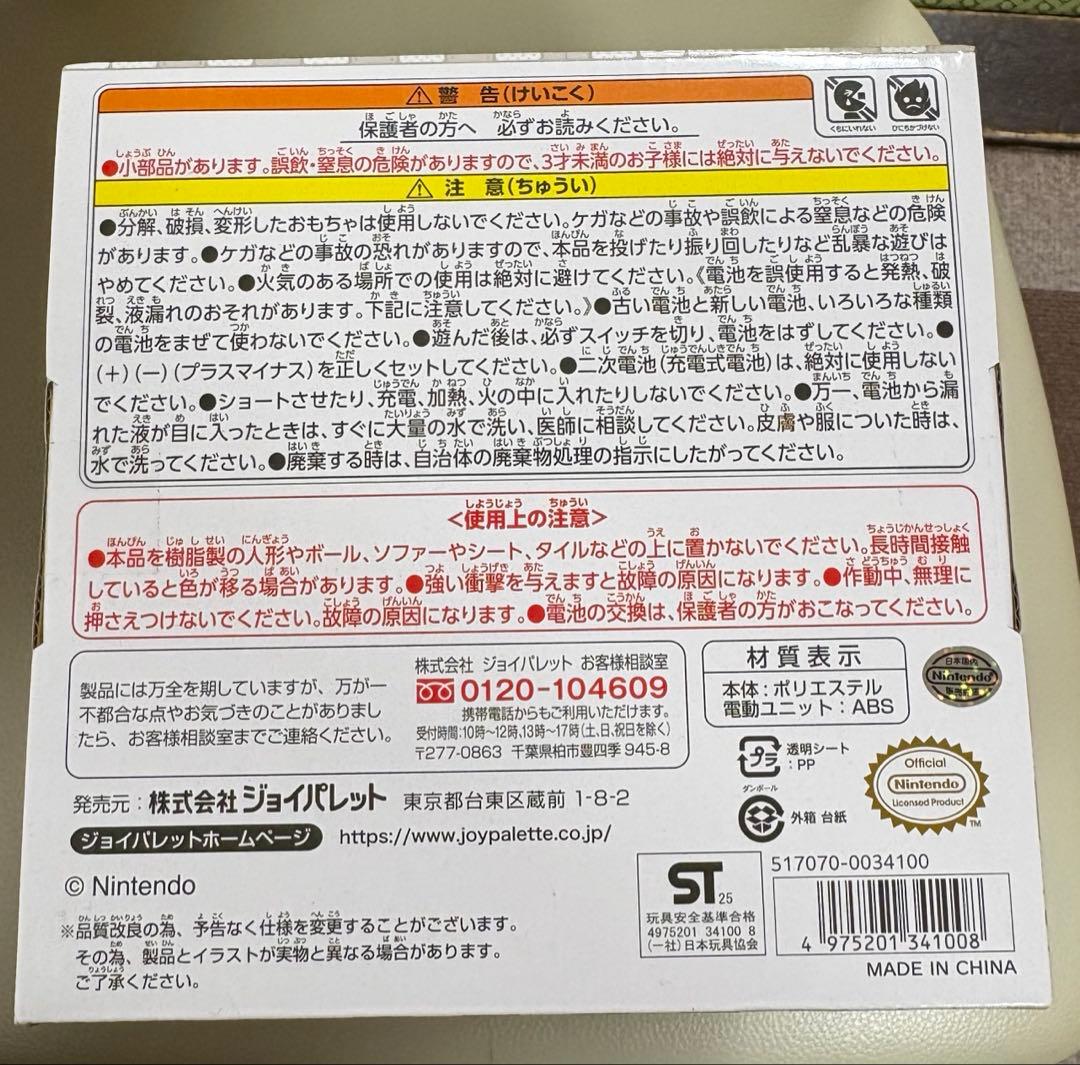 ⚠警 告(けいこく)
保護者の方へ 必ずお読みください。
くちにいれない
ひにちかづけない
●小部品があります。誤飲・窒息の危険がありますので、3才未満のお子様には絶対に与えないでください。
⚠注 意(ちゅうい)
●分解、破損、変形したおもちゃは使用しないでください。ケガなどの事故や誤飲による窒息などの危険
があります。●ケガなどの事故の恐れがありますので、本品を投げたり振り回したりなど乱暴な遊びは
やめてください。●火気のある場所での使用は絶対に避けてください。《電池を誤使用すると発熱、破
裂、液漏れのおそれがあります。下記に注意してください。》●古い電池と新しい電池、いろいろな種類
の電池をまぜて使わないでください。●遊んだ後は、必ずスイッチを切り、電池をはずしてください。●
(+)(−)(プラスマイナス)を正しくセットしてください。●二次電池(充電式電池)は、絶対に使用しない
でください。●ショートさせたり、充電、加熱、火の中に入れたりしないでください。●万一、電池から漏
れた液が目に入ったときは、すぐに大量の水で洗い、医師に相談してください。皮膚や服についた時は、
水で洗ってください。●廃棄する時は、自治体の廃棄物処理の指示にしたがってください。
<使用上の注意>
●本品を樹脂製の人形やボール、ソファーやシート、タイルなどの上に置かないでください。長時間接触
していると色が移る場合があります。●強い衝撃を与えますと故障の原因になります。●作動中、無理に
押さえつけないでください。故障の原因になります。●電池の交換は、保護者の方がおこなってください。
製品には万全を期していますが、万が一
不都合な点やお気づきのことがありまし
たら、お客様相談室までご連絡ください。
株式会社 ジョイパレット お客様相談室
0120-104609
携帯電話からもご利用いただけます。
受付時間:10時〜12時,13時〜17時(土、日、祝日を除く)
〒277-0863 千葉県柏市豊四季 945-8
材質表示
本体:ポリエステル
電動ユニット:ABS
日本国内
Nintendo
販売
プラ
透明シート
:PP
ダンボール
外箱 台紙
Official
Nintendo
Licensed Product
TM
発売元:株式会社ジョイパレット 東京都台東区蔵前 1-8-2
ジョイパレットホームページ https://www.joypalette.co.jp/
© Nintendo
※品質改良の為、予告なく仕様を変更することがございます。
その為、製品とイラストが実物と異なる場合があります。
ご了承ください。
ST 25
玩具安全基準合格
4975201 34100 8
(一社)日本玩具協会
517070-0034100
4 975201 341008
MADE IN CHINA